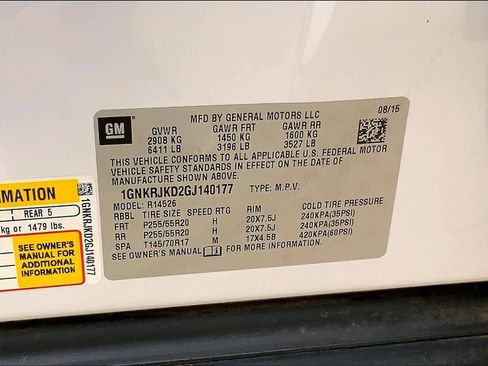 GM
MFD BY GENERAL MOTORS LLC
08/15
GVWR GAWR FRT GAWR RR
2908 KG 1450 KG 1600 KG
6411 LB 3196 LB 3527 LB
THIS VEHICLE CONFORMS TO ALL APPLICABLE U.S. FEDERAL MOTOR
VEHICLE SAFETY STANDARDS IN EFFECT ON THE DATE OF
MANUFACTURE SHOWN ABOVE.
1GNKRJKD2GJ140177 TYPE: M.P.V.
MODEL: R14526
RBBL TIRE SIZE SPEED RTG RIM COLD TIRE PRESSURE
FRT P255/55R20 H 20X7.5J 240KPA(35PSI)
RR P255/55R20 H 20X7.5J 240KPA(35PSI)
SPA T145/70R17 M 17X4.5B 420KPA(60PSI)
SEE OWNER'S MANUAL FOR MORE INFORMATION.
RMATION
REAR 5
kg or 1479 lbs.
SEE OWNER'S
MANUAL FOR
ADDITIONAL
INFORMATION
1GNKRJKD2GJ140177